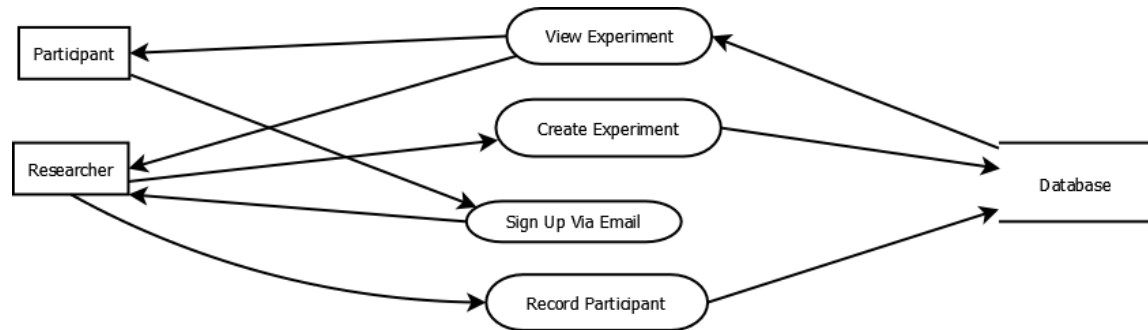 View Experiment
Participant
Create Experiment
Researcher
Database
Sign Up Via Email
Record Participant